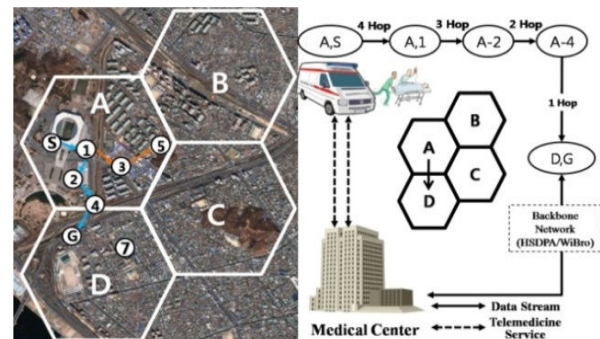 A
B
C
D
S
1
2
3
4
5
7
G
4 Hop
3 Hop
2 Hop
A,S
A,1
A-2
A-4
1 Hop
D,G
A
B
C
D
Backbone
Network
(HSDPA/WiBro)
Medical Center
Data Stream
Telemedicine
Service